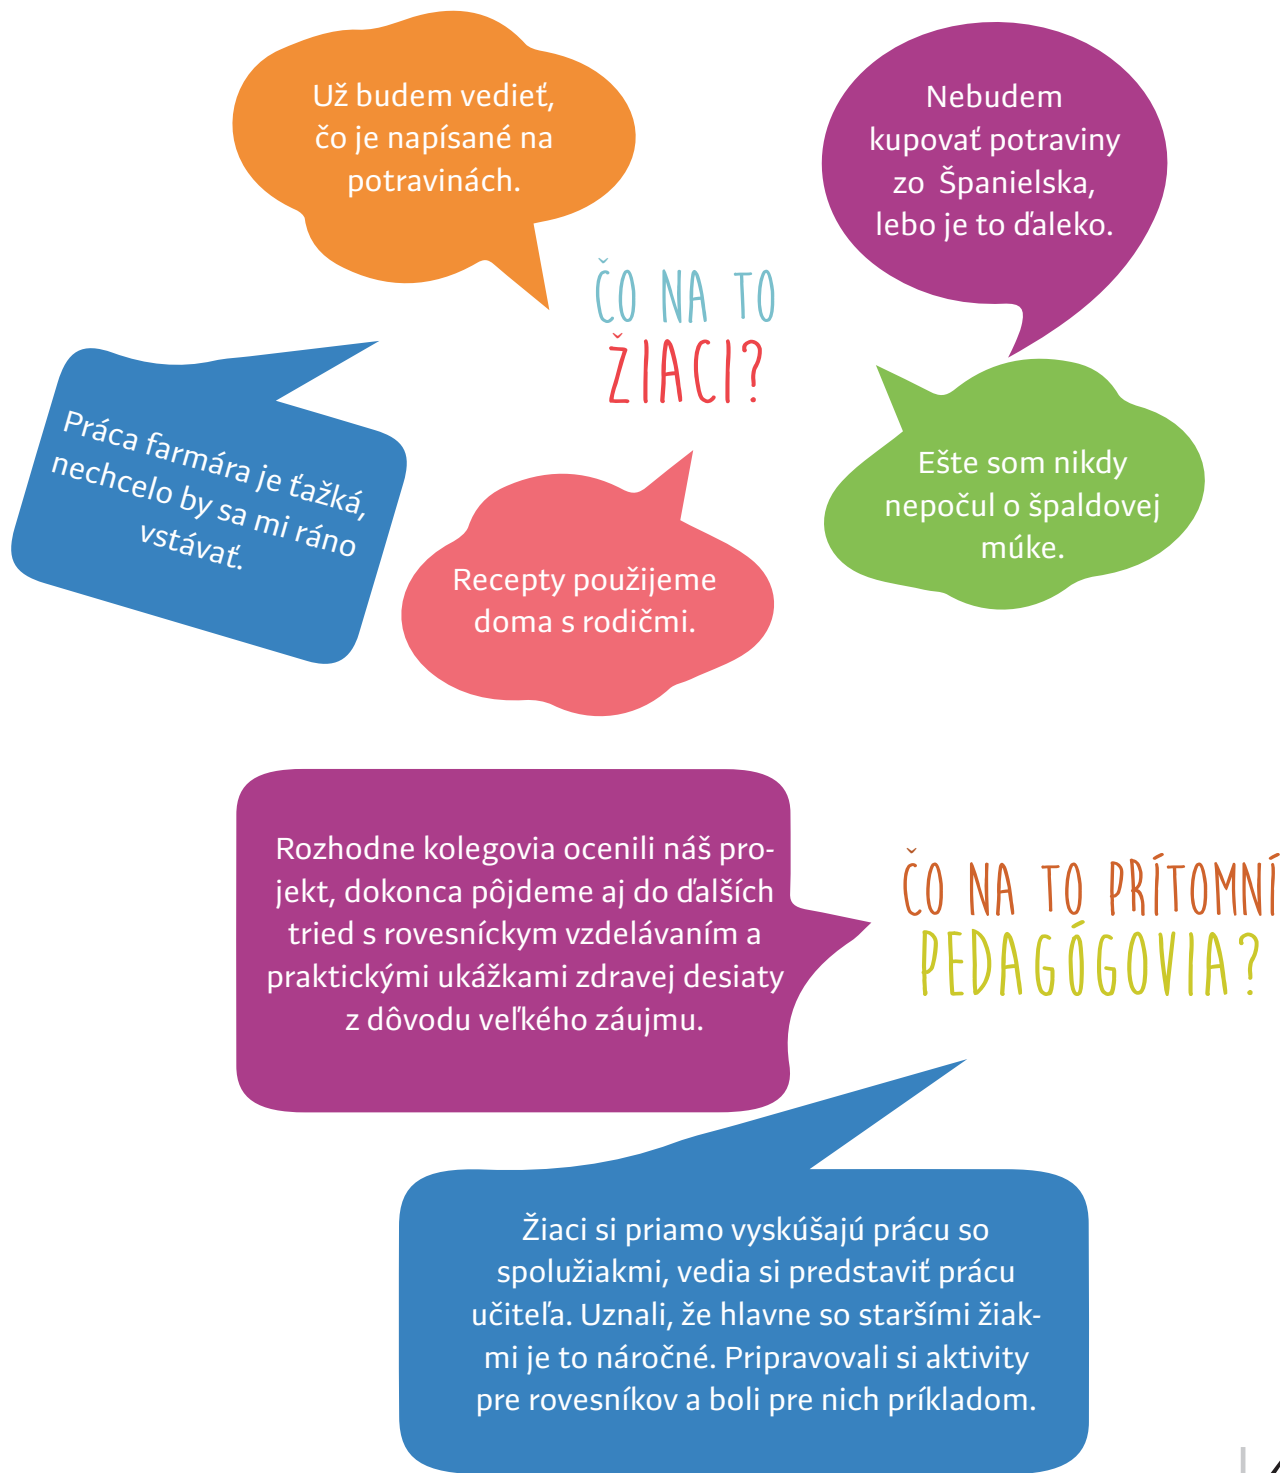 Už budem vedieť,
čo je napísané na
potravinách.
Nebudem
kupovať potraviny
zo Španielska,
lebo je to ďaleko.
ČO NA TO
ŽIACI?
Práca farmára je ťažká,
nechcelo by sa mi ráno
vstávať.
Ešte som nikdy
nepočul o špaldovej
múke.
Recepty použijeme
doma s rodičmi.
Rozhodne kolegovia ocenili náš pro-
jekt, dokonca pôjdeme aj do ďalších
tried s rovesníckym vzdelávaním a
praktickými ukážkami zdravej desiaty
z dôvodu veľkého záujmu.
ČO NA TO PRÍTOMNÍ
PEDAGÓGOVIA?
Žiaci si priamo vyskúšajú prácu so
spolužiakmi, vedia si predstaviť prácu
učiteľa. Uznali, že hlavne so staršími žiak-
mi je to náročné. Pripravovali si aktivity
pre rovesníkov a boli pre nich príkladom.